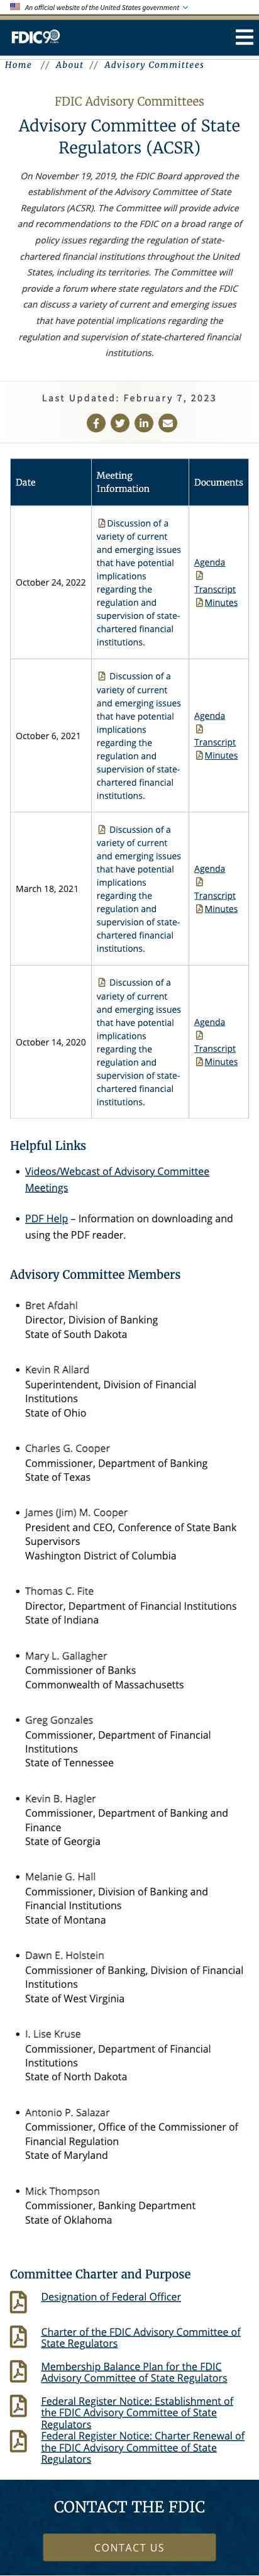 An official website of the United States government
FDIC 90
Home // About // Advisory Committees
FDIC Advisory Committees
Advisory Committee of State
Regulators (ACSR)
On November 19, 2019, the FDIC Board approved the
establishment of the Advisory Committee of State
Regulators (ACSR). The Committee will provide advice
and recommendations to the FDIC on a broad range of
policy issues regarding the regulation of state-
chartered financial institutions throughout the United
States, including its territories. The Committee will
provide a forum where state regulators and the FDIC
can discuss a variety of current and emerging issues
that have potential implications regarding the
regulation and supervision of state-chartered financial
institutions.
Last Updated: February 7, 2023
Date
Meeting
Information
Documents
October 24, 2022
Discussion of a
variety of current
and emerging issues
that have potential
implications
regarding the
regulation and
supervision of state-
chartered financial
institutions.
Agenda
Transcript
Minutes
October 6, 2021
Discussion of a
variety of current
and emerging issues
that have potential
implications
regarding the
regulation and
supervision of state-
chartered financial
institutions.
Agenda
Transcript
Minutes
March 18, 2021
Discussion of a
variety of current
and emerging issues
that have potential
implications
regarding the
regulation and
supervision of state-
chartered financial
institutions.
Agenda
Transcript
Minutes
October 14, 2020
Discussion of a
variety of current
and emerging issues
that have potential
implications
regarding the
regulation and
supervision of state-
chartered financial
institutions.
Agenda
Transcript
Minutes
Helpful Links
• Videos/Webcast of Advisory Committee
Meetings
• PDF Help – Information on downloading and
using the PDF reader.
Advisory Committee Members
• Bret Afdahl
Director, Division of Banking
State of South Dakota
• Kevin R Allard
Superintendent, Division of Financial
Institutions
State of Ohio
• Charles G. Cooper
Commissioner, Department of Banking
State of Texas
• James (Jim) M. Cooper
President and CEO, Conference of State Bank
Supervisors
Washington District of Columbia
• Thomas C. Fite
Director, Department of Financial Institutions
State of Indiana
• Mary L. Gallagher
Commissioner of Banks
Commonwealth of Massachusetts
• Greg Gonzales
Commissioner, Department of Financial
Institutions
State of Tennessee
• Kevin B. Hagler
Commissioner, Department of Banking and
Finance
State of Georgia
• Melanie G. Hall
Commissioner, Division of Banking and
Financial Institutions
State of Montana
• Dawn E. Holstein
Commissioner of Banking, Division of Financial
Institutions
State of West Virginia
• I. Lise Kruse
Commissioner, Department of Financial
Institutions
State of North Dakota
• Antonio P. Salazar
Commissioner, Office of the Commissioner of
Financial Regulation
State of Maryland
• Mick Thompson
Commissioner, Banking Department
State of Oklahoma
Committee Charter and Purpose
Designation of Federal Officer
Charter of the FDIC Advisory Committee of
State Regulators
Membership Balance Plan for the FDIC
Advisory Committee of State Regulators
Federal Register Notice: Establishment of
the FDIC Advisory Committee of State
Regulators
Federal Register Notice: Charter Renewal of
the FDIC Advisory Committee of State
Regulators
CONTACT THE FDIC
CONTACT US